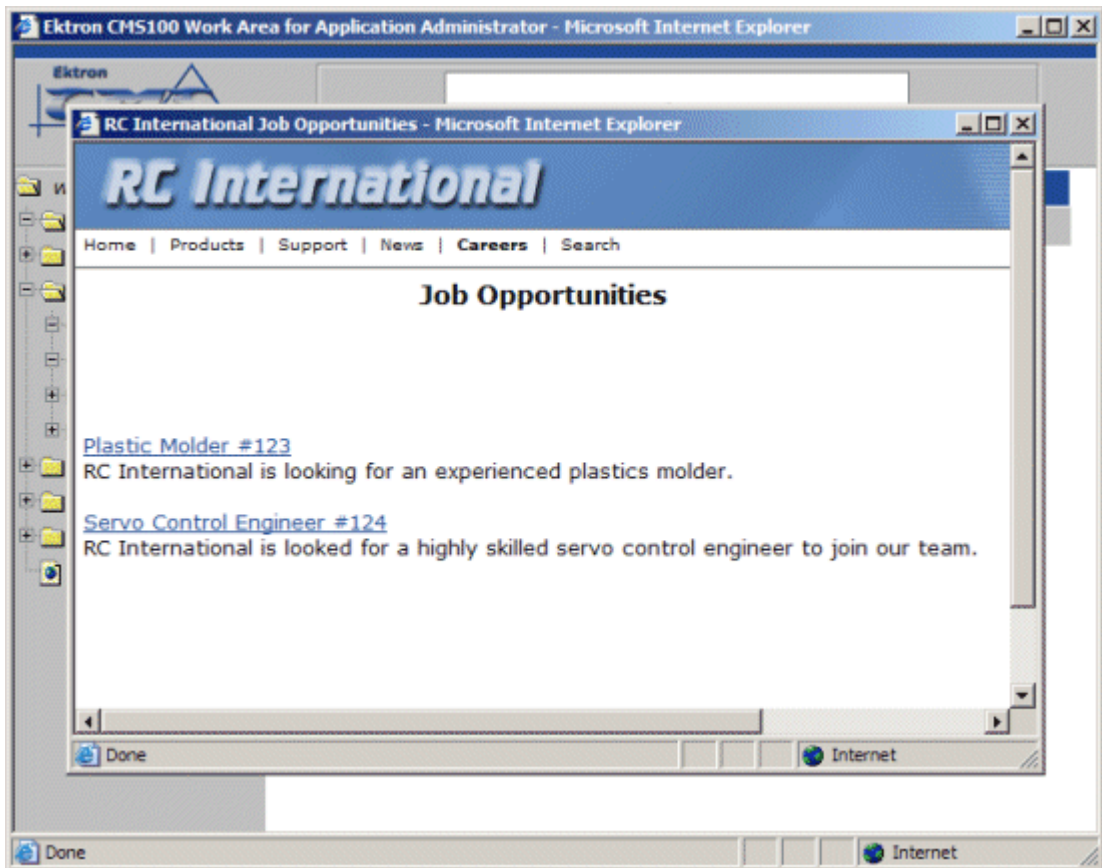 Ektron CMS100 Work Area for Application Administrator - Microsoft Internet Explorer
Ektron
RC International Job Opportunities - Microsoft Internet Explorer
RC International
Home | Products | Support | News | Careers | Search
Job Opportunities
Plastic Molder #123
RC International is looking for an experienced plastics molder.
Servo Control Engineer #124
RC International is looked for a highly skilled servo control engineer to join our team.
Done
Internet
Done
Internet